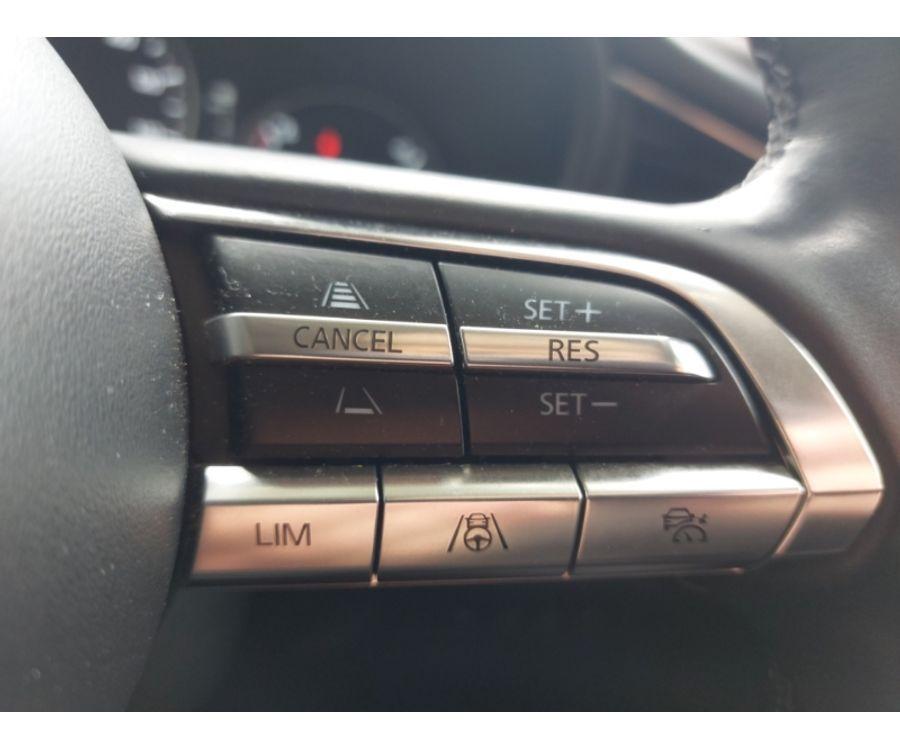 SET+
CANCEL
RES
SET-
LIM